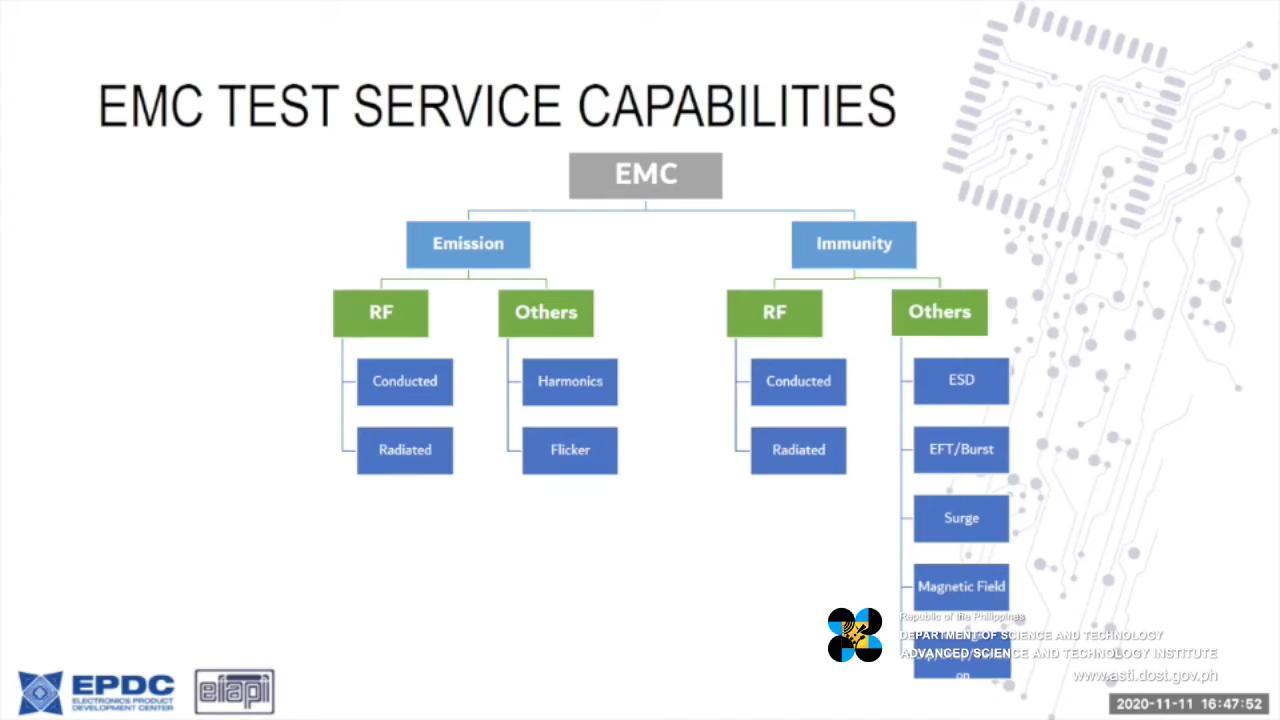 EMC TEST SERVICE CAPABILITIES
EMC
Emission
Immunity
RF
Others
RF
Others
Conducted
Harmonics
Conducted
ESD
Radiated
Flicker
Radiated
EFT/Burst
Surge
Magnetic Field
on
Republic of the Philippines
DEPARTMENT OF SCIENCE AND TECHNOLOGY
ADVANCED SCIENCE AND TECHNOLOGY INSTITUTE
www.asti.dost.gov.ph
EPDC
ELECTRONICS PRODUCT
DEVELOPMENT CENTER
eiapi
2020-11-11 16:47:52